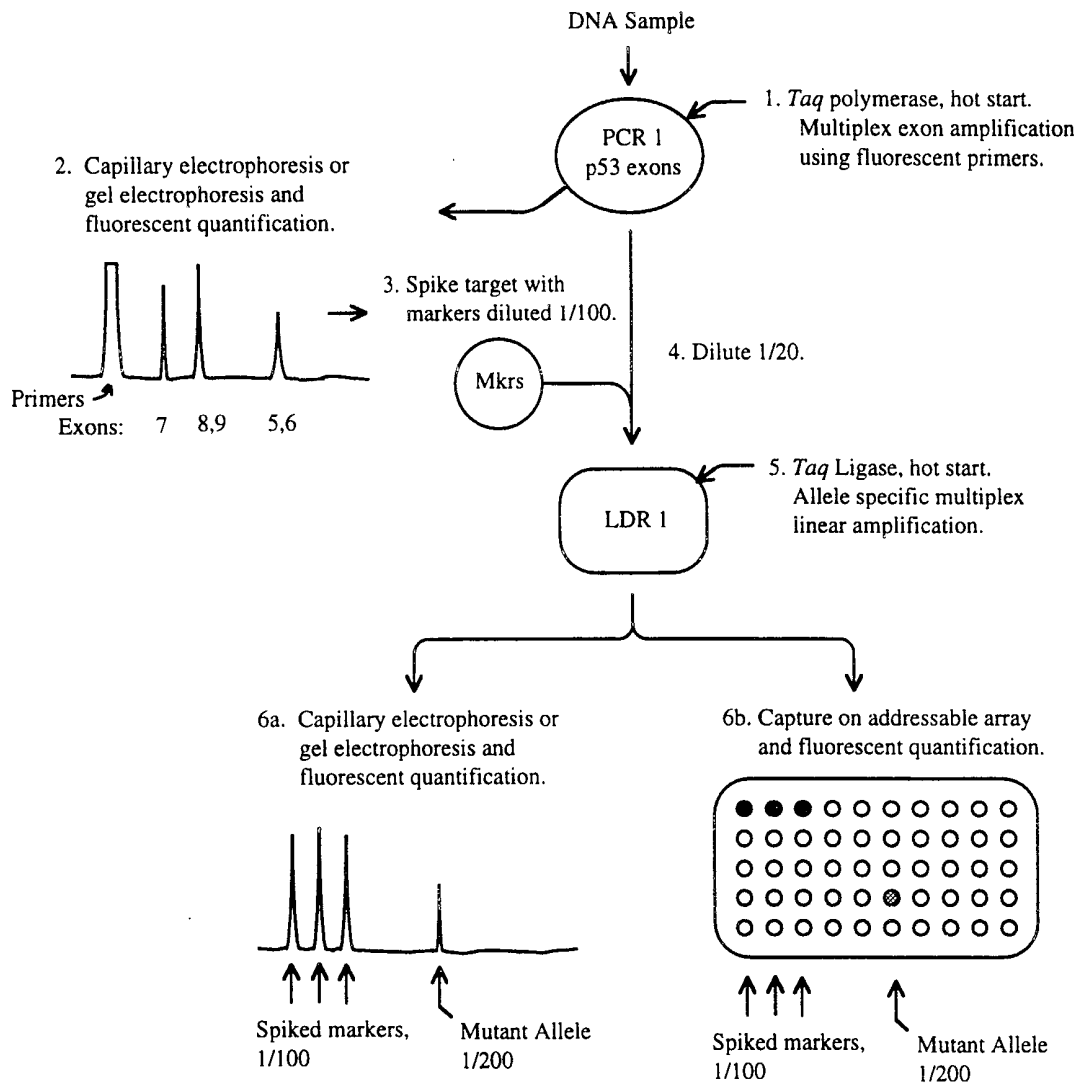 DNA Sample
1. Taq polymerase, hot start.
Multiplex exon amplification
using fluorescent primers.
PCR 1
p53 exons
2. Capillary electrophoresis or
gel electrophoresis and
fluorescent quantification.
3. Spike target with
markers diluted 1/100.
4. Dilute 1/20.
Mkrs
Primers
Exons: 7 8,9 5,6
5. Taq Ligase, hot start.
Allele specific multiplex
linear amplification.
LDR 1
6a. Capillary electrophoresis or
gel electrophoresis and
fluorescent quantification.
6b. Capture on addressable array
and fluorescent quantification.
Spiked markers,
1/100
Mutant Allele
1/200
Spiked markers,
1/100
Mutant Allele
1/200